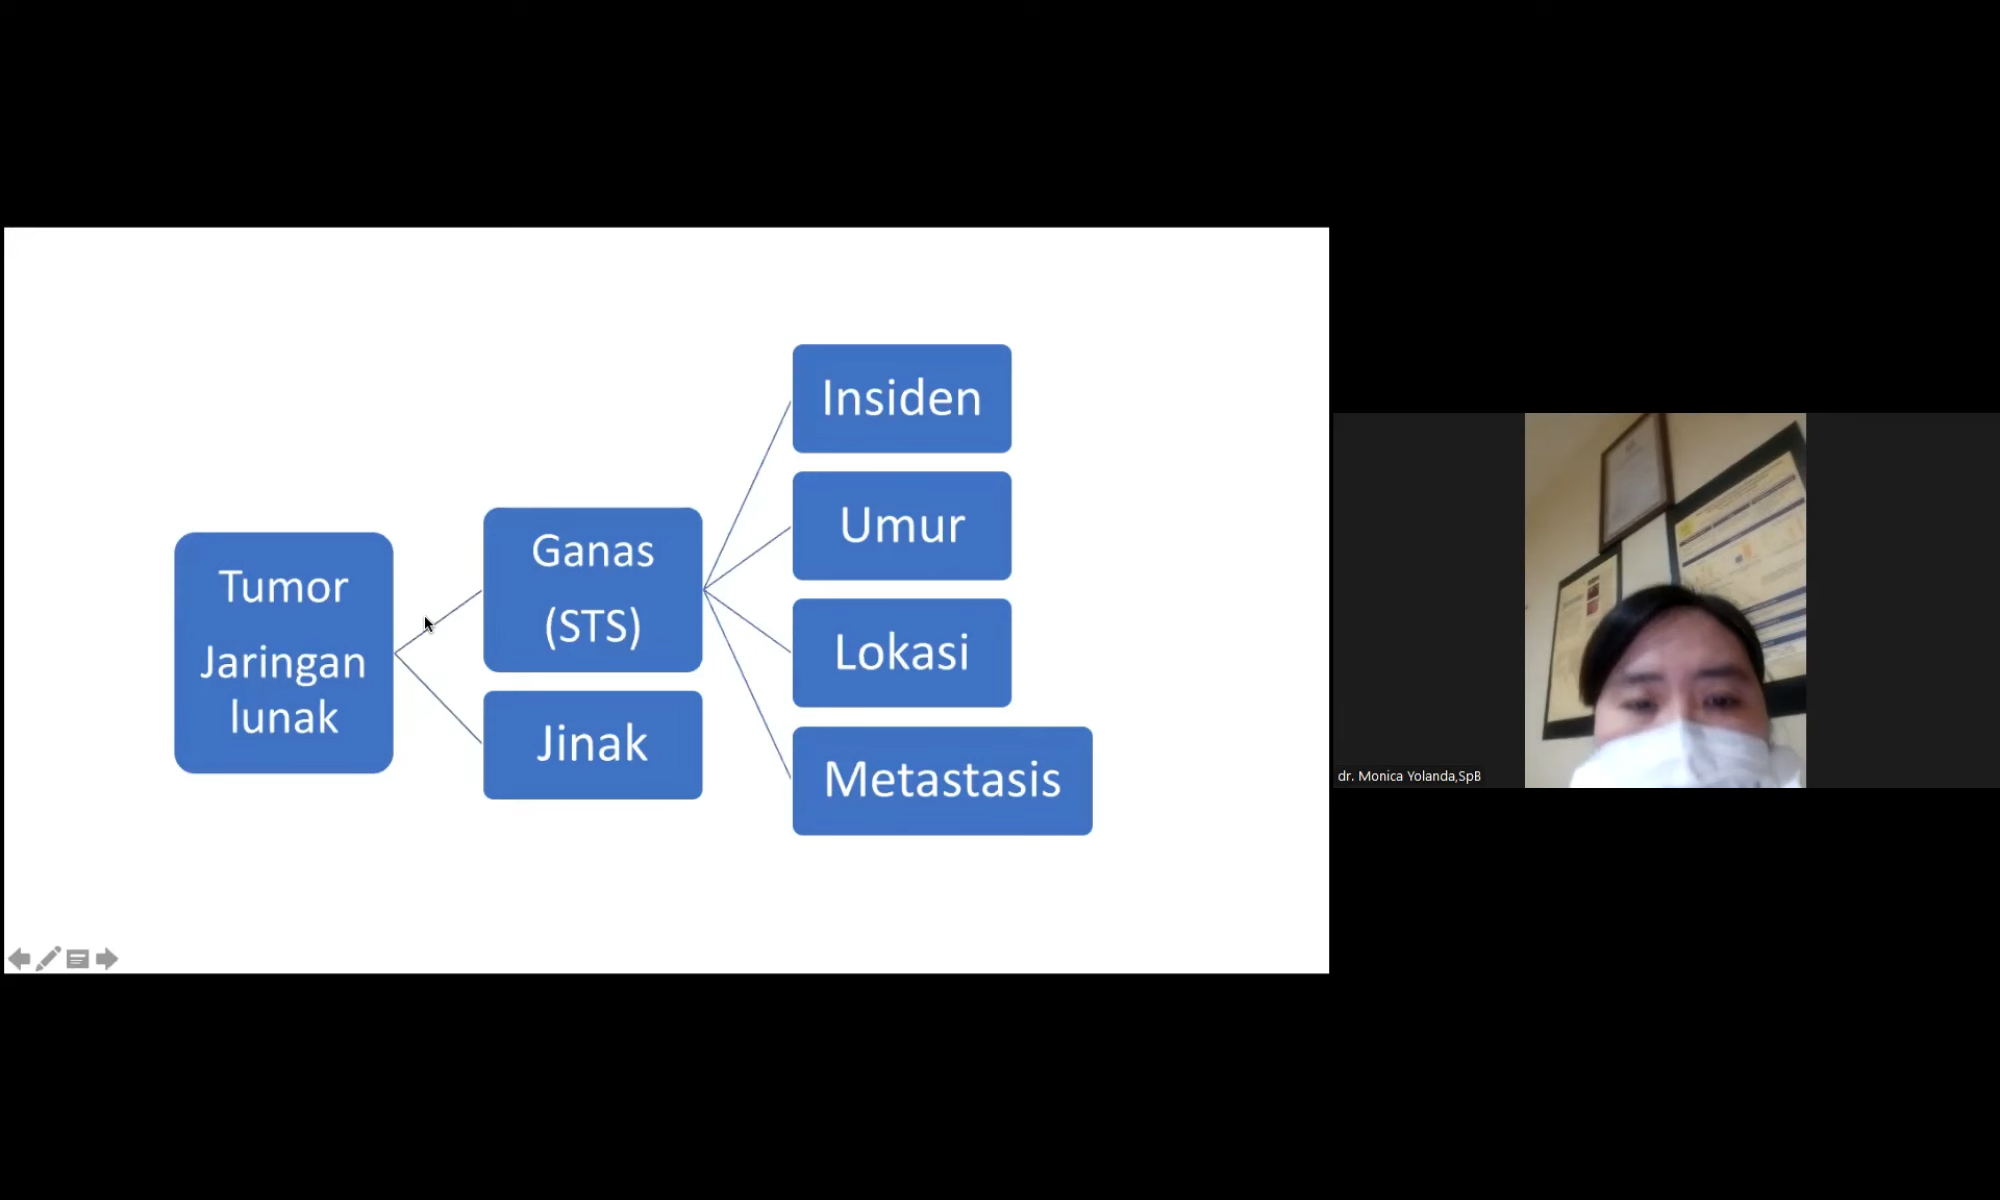 Tumor
Jaringan
lunak
Ganas
(STS)
Jinak
Insiden
Umur
Lokasi
Metastasis
dr. Monica Yolanda,SpB